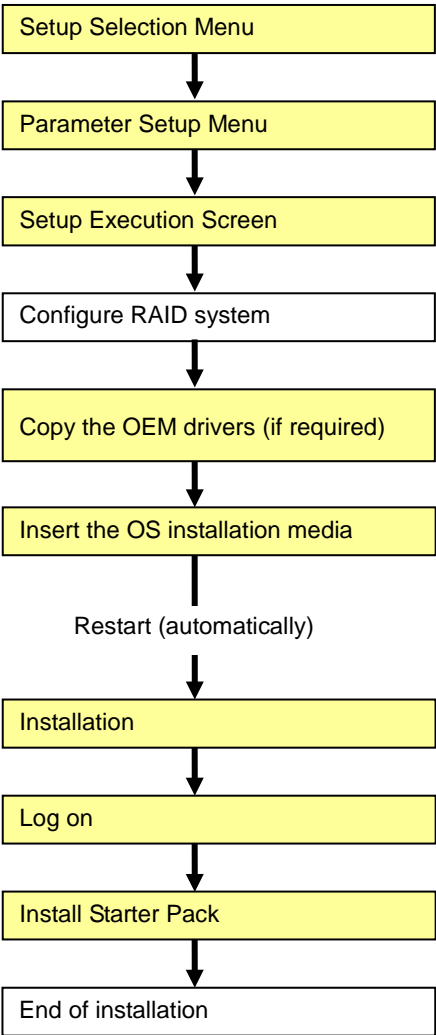 Setup Selection Menu
Parameter Setup Menu
Setup Execution Screen
Configure RAID system
Copy the OEM drivers (if required)
Insert the OS installation media
Restart (automatically)
Installation
Log on
Install Starter Pack
End of installation